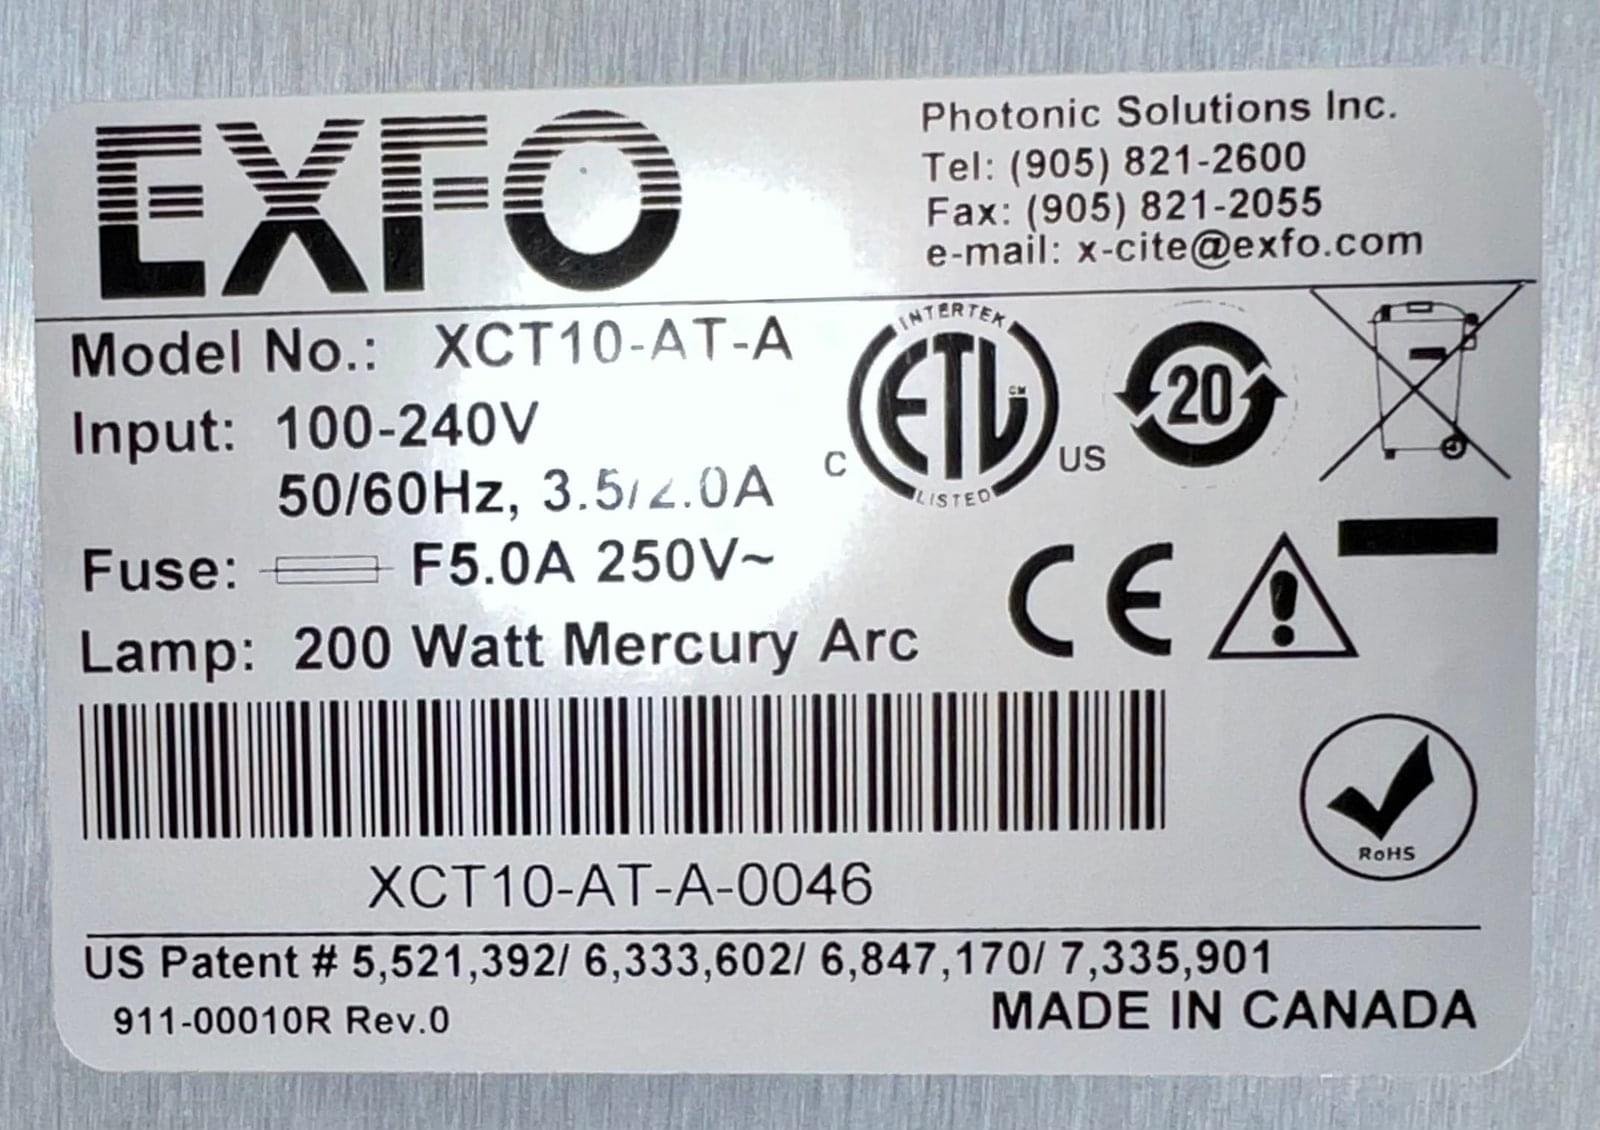 EXFO
Photonic Solutions Inc.
Tel: (905) 821-2600
Fax: (905) 821-2055
e-mail: x-cite@exfo.com
Model No.: XCT10-AT-A
Input: 100-240V
50/60Hz, 3.5/2.0A
Fuse: F5.0A 250V~
Lamp: 200 Watt Mercury Arc
INTERTEK
ETL
CM
C US
LISTED
20
CE
!
RoHS
XCT10-AT-A-0046
US Patent # 5,521,392/ 6,333,602/ 6,847,170/ 7,335,901
911-00010R Rev.0
MADE IN CANADA